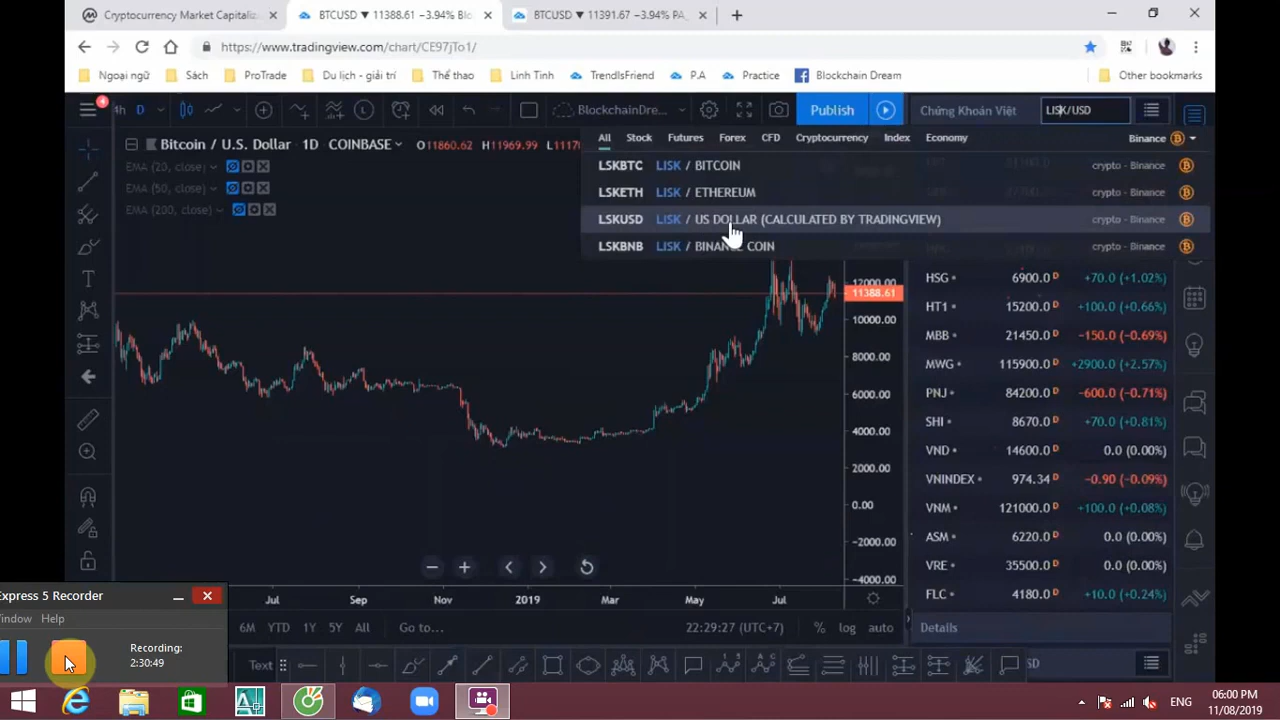 Cryptocurrency Market Capitaliz
BTCUSD ▼ 11388.61 −3.94% Blo
BTCUSD ▼ 11391.67 −3.94% PA_
https://www.tradingview.com/chart/CE97jTo1/
Ngoại ngữ Sách ProTrade Du lịch - giải trí Thể thao Linh Tinh TrendIsFriend P.A Practice Blockchain Dream Other bookmarks
4
4h D BlockchainDre... Publish Chứng Khoán Việt LISK/USD
All Stock Futures Forex CFD Cryptocurrency Index Economy Binance
Bitcoin / U.S. Dollar 1D COINBASE O11860.62 H11969.99
EMA (20, close)
EMA (50, close)
EMA (200, close)
LSKBTC LISK / BITCOIN crypto - Binance
LSKETH LISK / ETHEREUM crypto - Binance
LSKUSD LISK / US DOLLAR (CALCULATED BY TRADINGVIEW) crypto - Binance
LSKBNB LISK / BINANCE COIN crypto - Binance
12000.00
11388.61
10000.00
8000.00
6000.00
4000.00
2000.00
0.00
−2000.00
−4000.00
HSG 6900.0 D +70.0 (+1.02%)
HT1 15200.0 D +100.0 (+0.66%)
MBB 21450.0 D −150.0 (−0.69%)
MWG 115900.0 D +2900.0 (+2.57%)
PNJ 84200.0 D −600.0 (−0.71%)
SHI 8670.0 D +70.0 (+0.81%)
VND 14600.0 D 0.0 (0.00%)
VNINDEX 974.34 D −0.90 (−0.09%)
VNM 121000.0 D +100.0 (+0.08%)
ASM 6220.0 D 0.0 (0.00%)
VRE 35500.0 D 0.0 (0.00%)
FLC 4180.0 D +10.0 (+0.24%)
Jul Sep Nov 2019 Mar May Jul
6M YTD 1Y 5Y All Go to... 22:29:27 (UTC+7) % log auto
Details
Text
SD
Express 5 Recorder
indow Help
Recording:
2:30:49
ENG
06:00 PM
11/08/2019